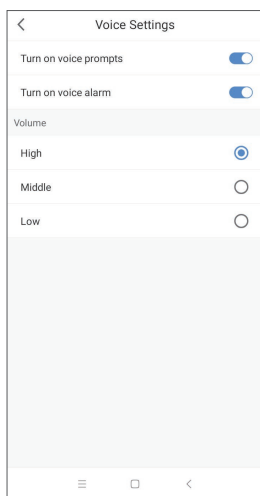 Voice Settings
Turn on voice prompts
Turn on voice alarm
Volume
High
Middle
Low